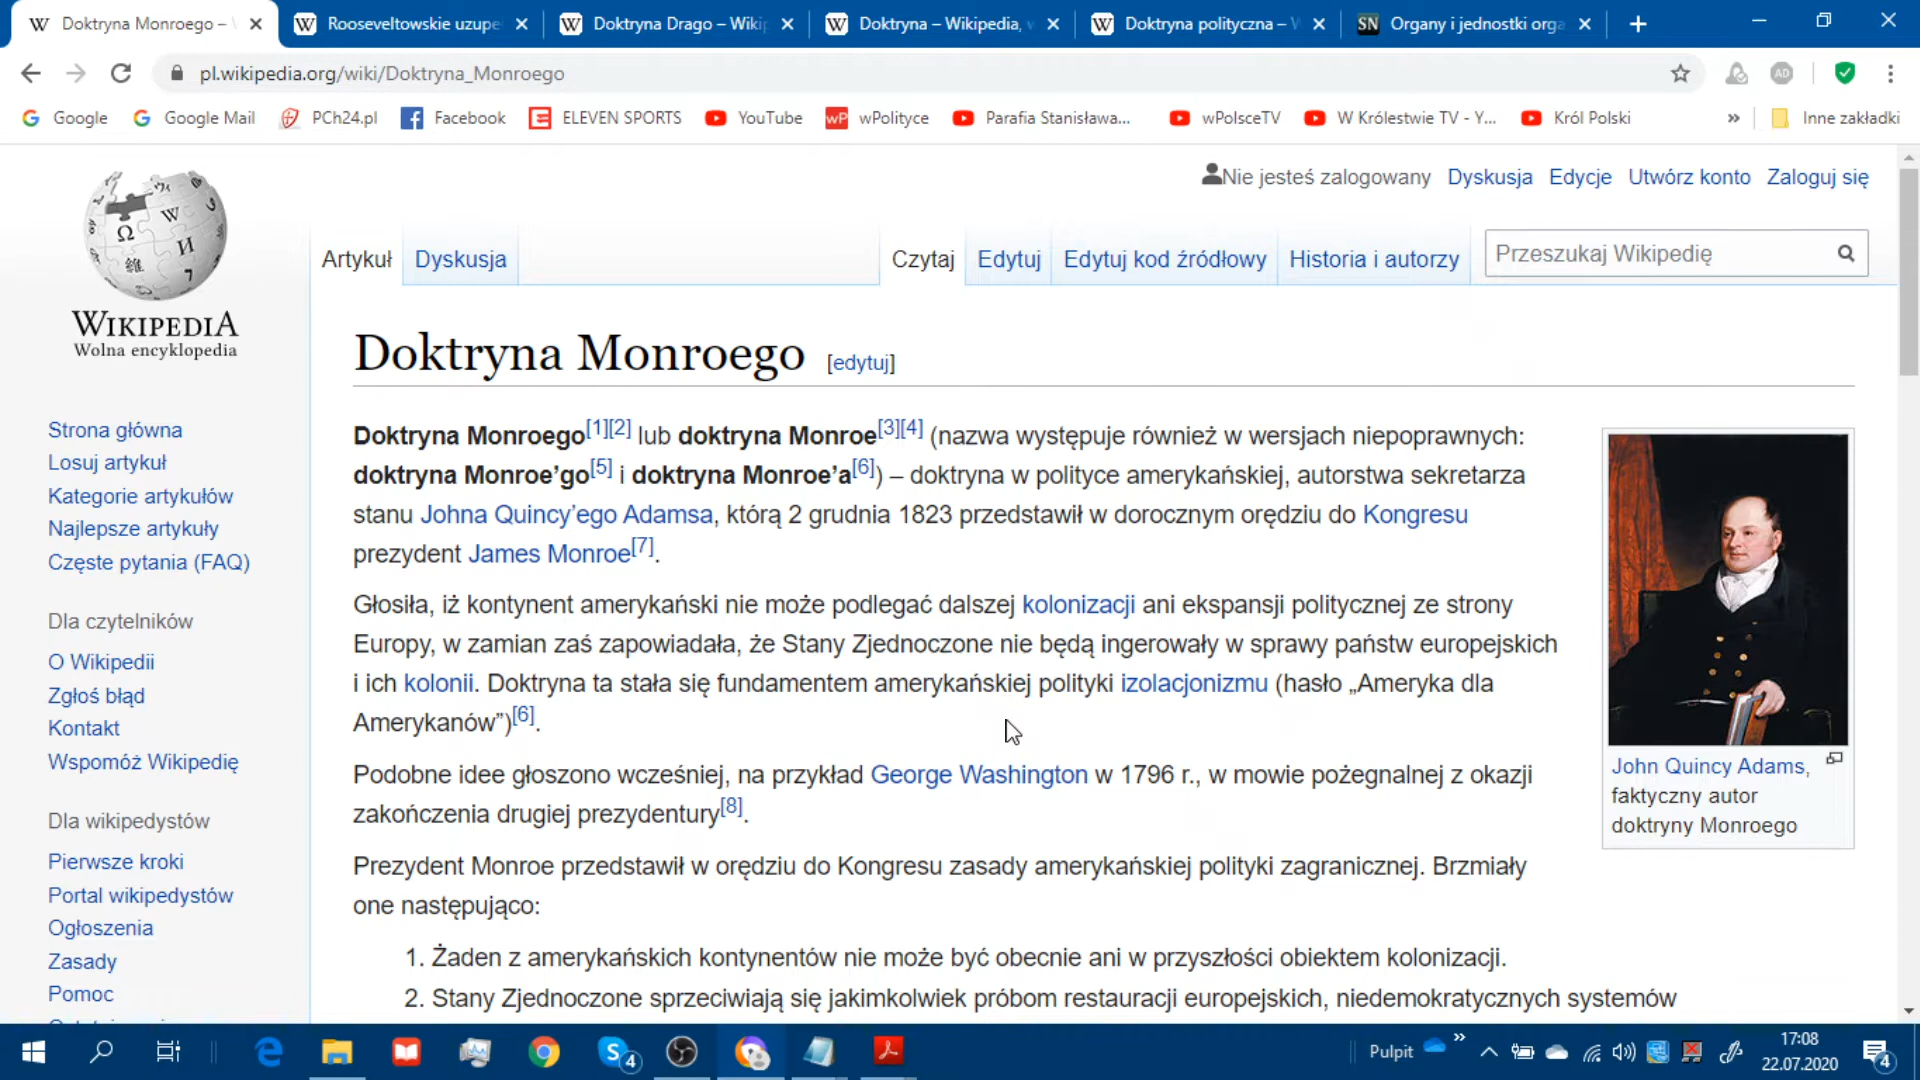 Doktryna Monroego –
Rooseveltowskie uzupe
Doktryna Drago – Wikip
Doktryna – Wikipedia,
Doktryna polityczna –
SN Organy i jednostki orga
pl.wikipedia.org/wiki/Doktryna_Monroego
Google
Google Mail
PCh24.pl
Facebook
ELEVEN SPORTS
YouTube
wPolityce
Parafia Stanisława...
wPolsceTV
W Królestwie TV - Y...
Król Polski
»
Inne zakładki
Nie jesteś zalogowany Dyskusja Edycje Utwórz konto Zaloguj się
WIKIPEDIA
Wolna encyklopedia
Artykuł Dyskusja
Czytaj Edytuj Edytuj kod źródłowy Historia i autorzy
Przeszukaj Wikipedię
Strona główna
Losuj artykuł
Kategorie artykułów
Najlepsze artykuły
Częste pytania (FAQ)
Dla czytelników
O Wikipedii
Zgłoś błąd
Kontakt
Wspomóż Wikipedię
Dla wikipedystów
Pierwsze kroki
Portal wikipedystów
Ogłoszenia
Zasady
Pomoc
Doktryna Monroego [edytuj]
Doktryna Monroego[1][2] lub doktryna Monroe[3][4] (nazwa występuje również w wersjach niepoprawnych:
doktryna Monroe’go[5] i doktryna Monroe’a[6]) – doktryna w polityce amerykańskiej, autorstwa sekretarza
stanu Johna Quincy’ego Adamsa, którą 2 grudnia 1823 przedstawił w dorocznym orędziu do Kongresu
prezydent James Monroe[7].
Głosiła, iż kontynent amerykański nie może podlegać dalszej kolonizacji ani ekspansji politycznej ze strony
Europy, w zamian zaś zapowiadała, że Stany Zjednoczone nie będą ingerowały w sprawy państw europejskich
i ich kolonii. Doktryna ta stała się fundamentem amerykańskiej polityki izolacjonizmu (hasło „Ameryka dla
Amerykanów”)[6].
Podobne idee głoszono wcześniej, na przykład George Washington w 1796 r., w mowie pożegnalnej z okazji
zakończenia drugiej prezydentury[8].
Prezydent Monroe przedstawił w orędziu do Kongresu zasady amerykańskiej polityki zagranicznej. Brzmiały
one następująco:
1. Żaden z amerykańskich kontynentów nie może być obecnie ani w przyszłości obiektem kolonizacji.
2. Stany Zjednoczone sprzeciwiają się jakimkolwiek próbom restauracji europejskich, niedemokratycznych systemów
John Quincy Adams,
faktyczny autor
doktryny Monroego
Pulpit
17:08
22.07.2020
4
4